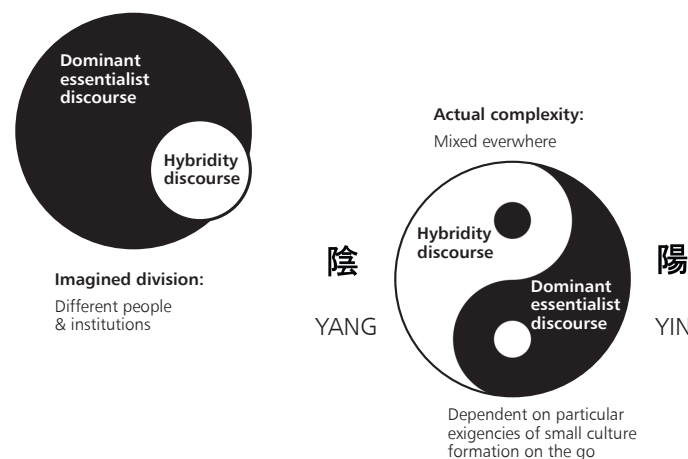 Dominant
essentialist
discourse
Hybridity
discourse
Imagined division:
Different people
& institutions
Actual complexity:
Mixed everwhere
陰
YANG
Hybridity
discourse
Dominant
essentialist
discourse
陽
YIN
Dependent on particular
exigencies of small culture
formation on the go